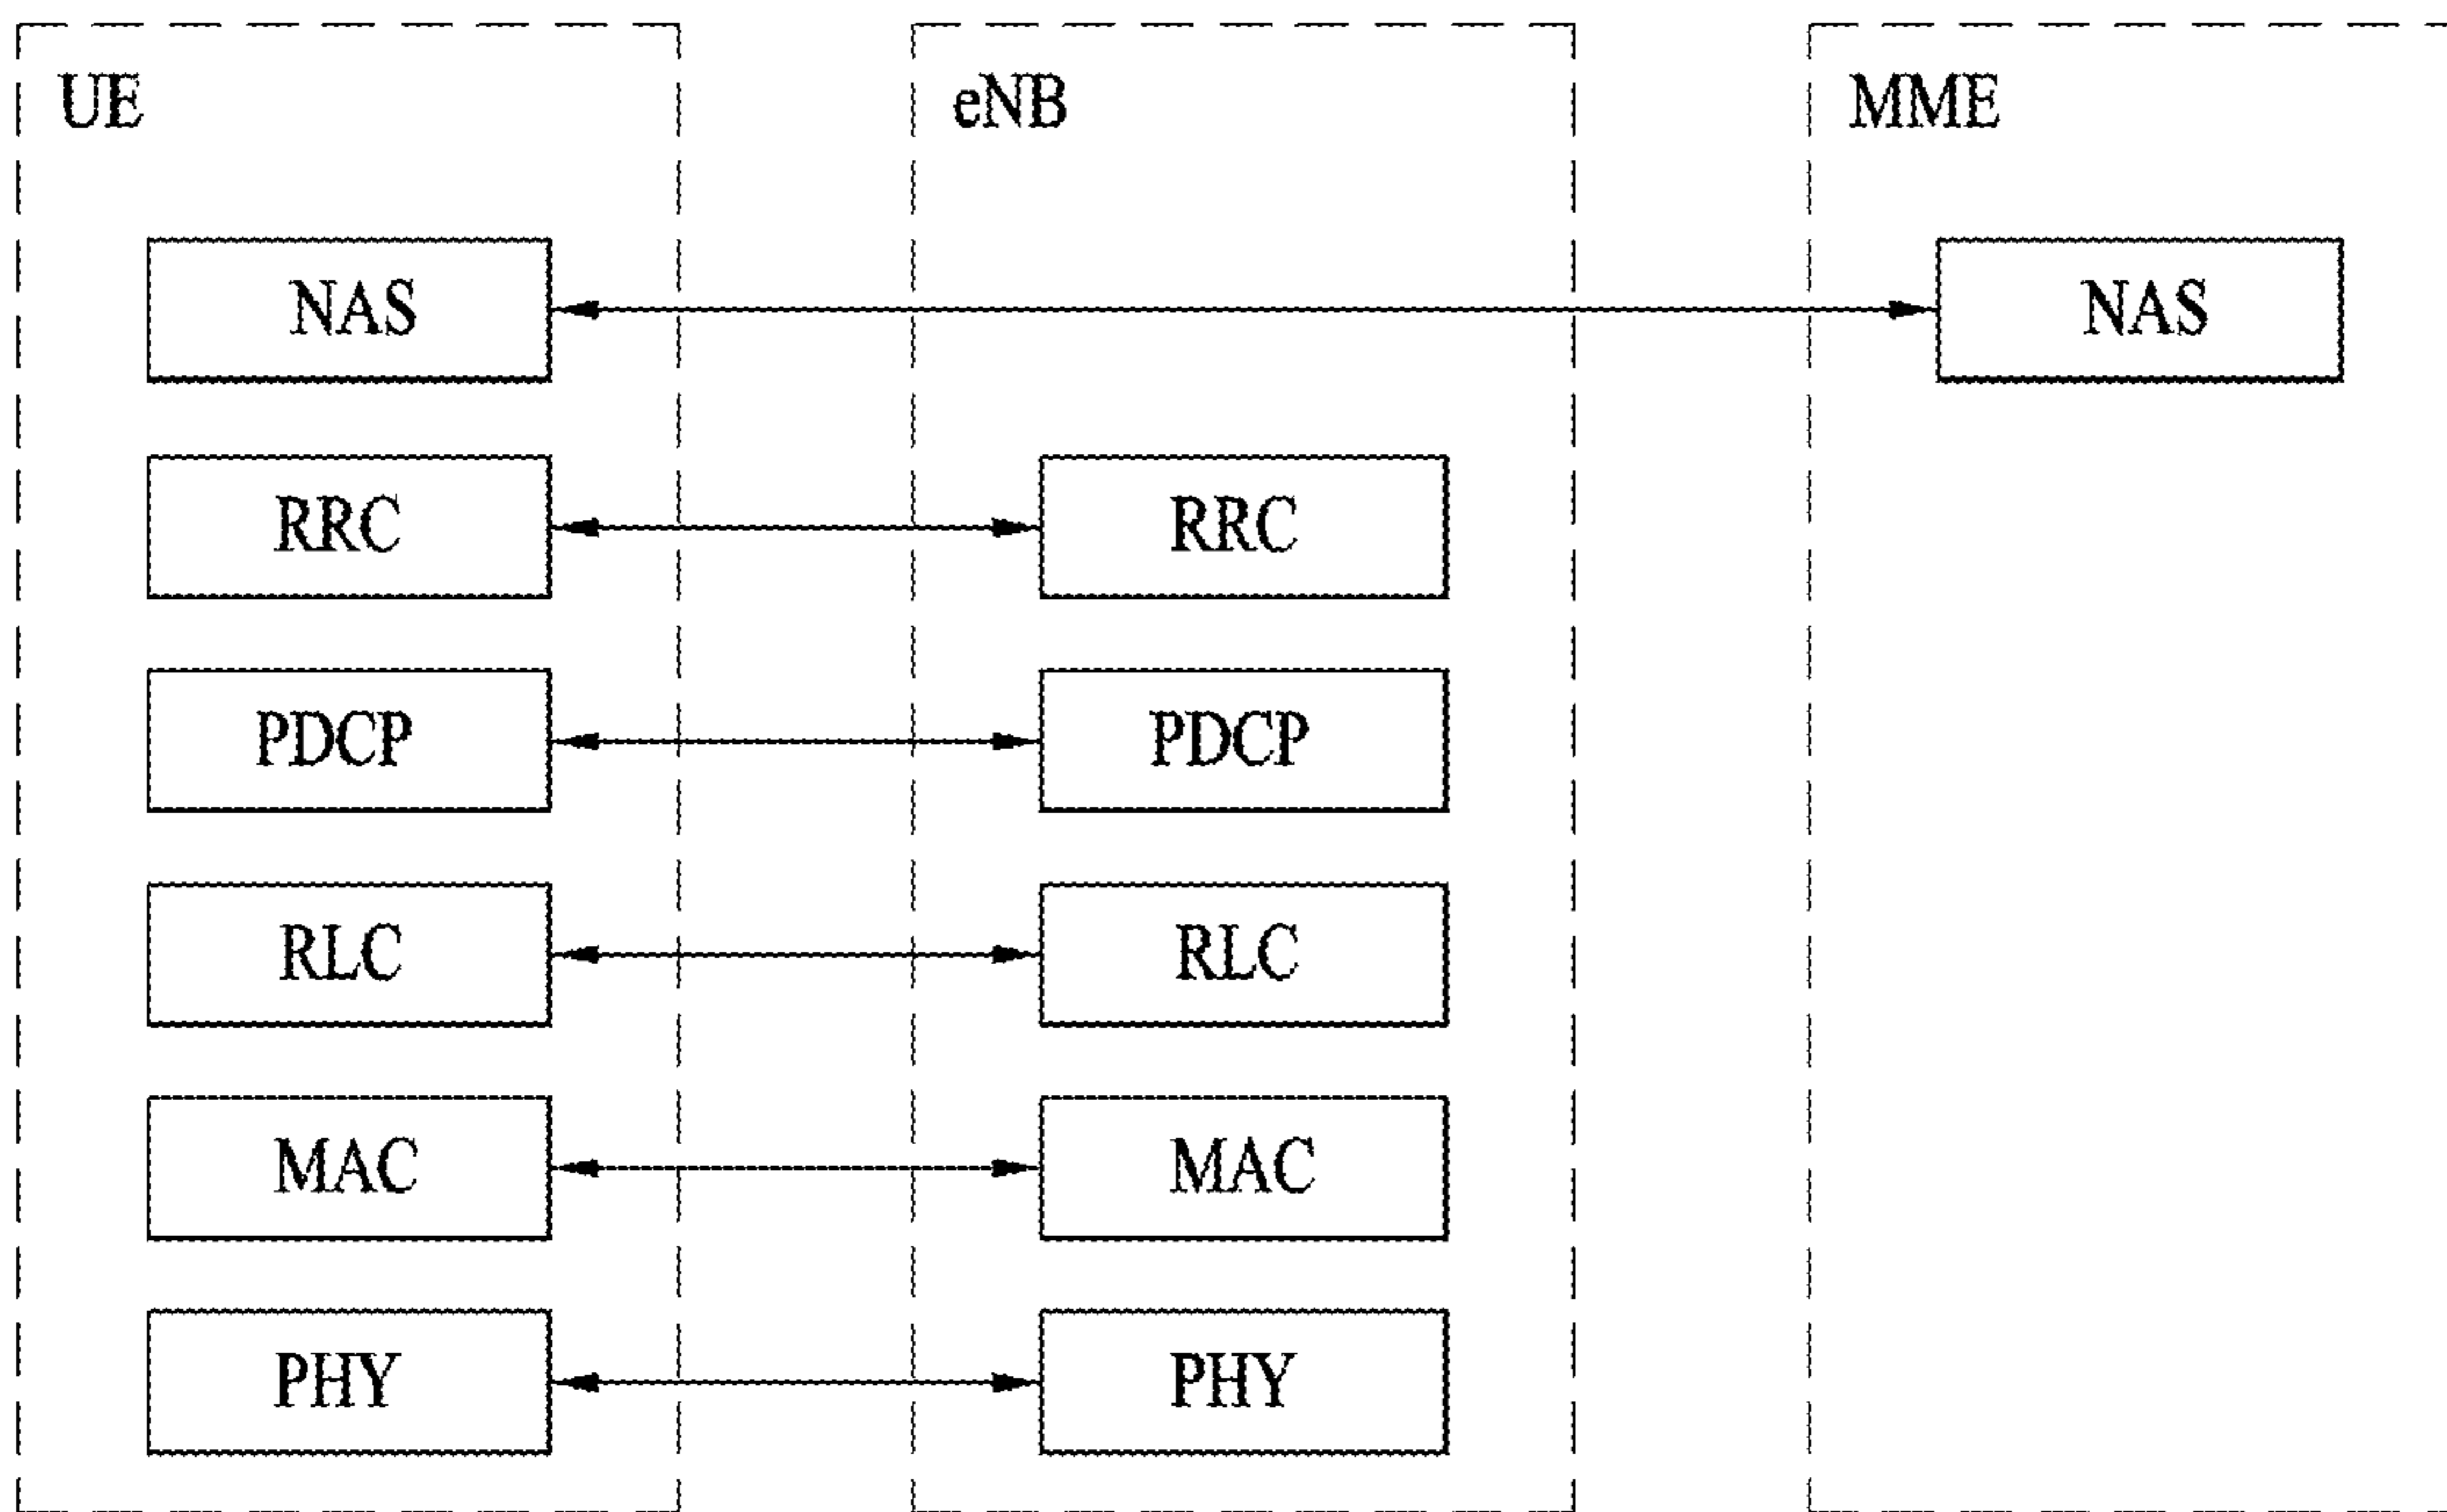 UE eNB MME
NAS NAS
RRC RRC
PDCP PDCP
RLC RLC
MAC MAC
PHY PHY